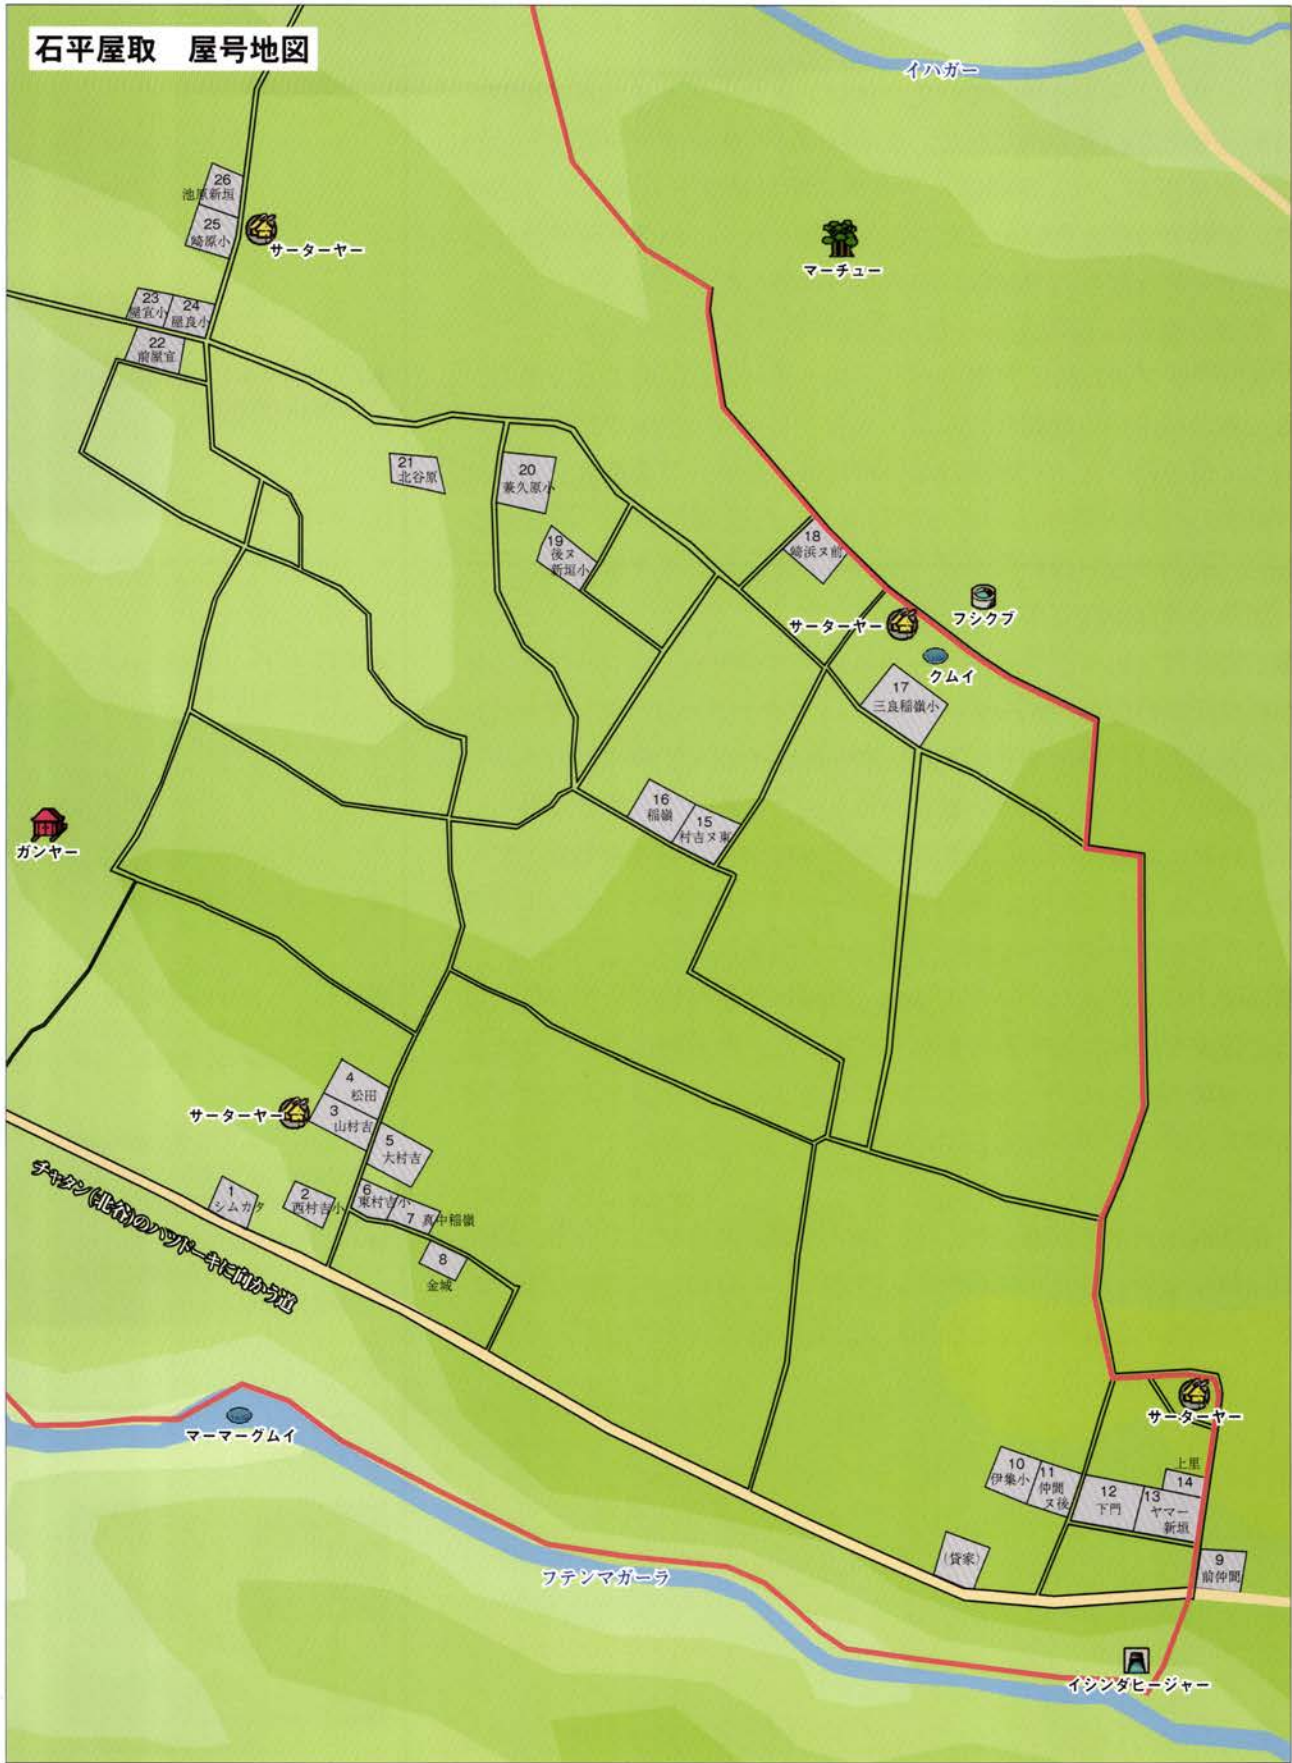 石平屋取　屋号地図
イハガー
26
池原新垣
25
崎原小
サーターヤー
マーチュー
23
屋宜小
24
屋良小
22
前屋宜
21
北谷原
20
兼久原小
19
後ヌ
新垣小
18
崎浜ヌ前
サーターヤー
フシクブ
クムイ
17
三良稲嶺小
16
稲嶺
15
村吉ヌ東
ガンヤー
4
松田
3
山村吉
サーターヤー
5
大村吉
1
シムカタ
2
西村吉小
6
東村吉小
7
真中稲嶺
8
金城
チャタン(北谷)のハツドーキに向かう道
マーマーグムイ
サーターヤー
10
伊集小
11
仲間
ヌ後
12
下門
13
ヤマー
新垣
上里
14
(貸家)
9
前仲間
フテンマガーラ
イシンダヒージャー